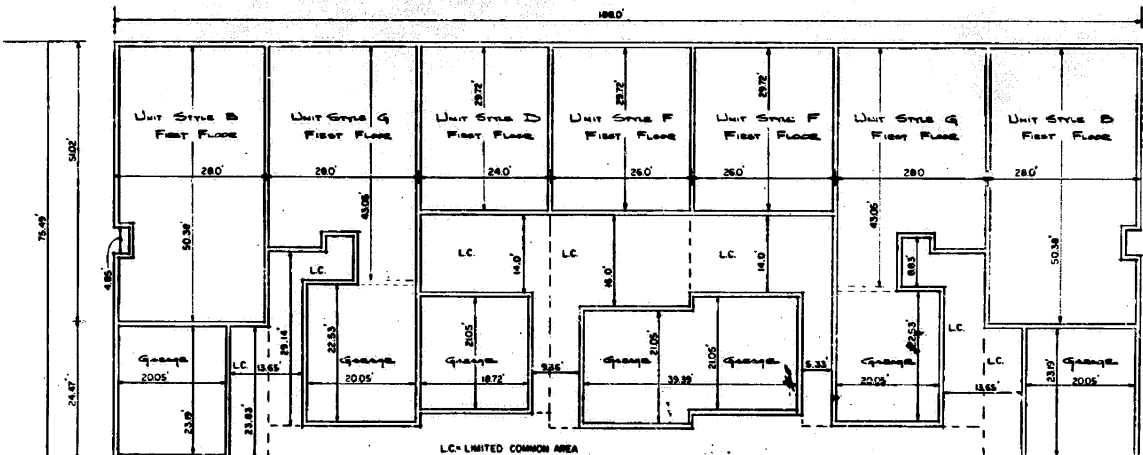 188.0'
UNIT STYLE B
FIRST FLOOR
UNIT STYLE G
FIRST FLOOR
UNIT STYLE D
FIRST FLOOR
UNIT STYLE F
FIRST FLOOR
UNIT STYLE F
FIRST FLOOR
UNIT STYLE G
FIRST FLOOR
UNIT STYLE B
FIRST FLOOR
29.72'
29.72'
29.72'
28.0'
28.0'
24.0'
26.0'
26.0'
28.0
28.0'
51.02'
75.49'
24.47'
4.85'
50.38'
43.06'
43.06'
50.38'
L.C.
L.C.
L.C.
L.C.
14.0'
16.0'
14.0'
8.83'
L.C.
L.C.
L.C.
29.14'
22.53'
21.05'
21.05'
21.05'
22.53'
GARAGE
GARAGE
GARAGE
GARAGE
GARAGE
GARAGE
20.05'
13.65'
20.05'
18.72'
9.36'
39.39'
5.33'
20.05'
13.65'
20.05'
23.19'
23.83'
23.19'
L.C.= LIMITED COMMON AREA